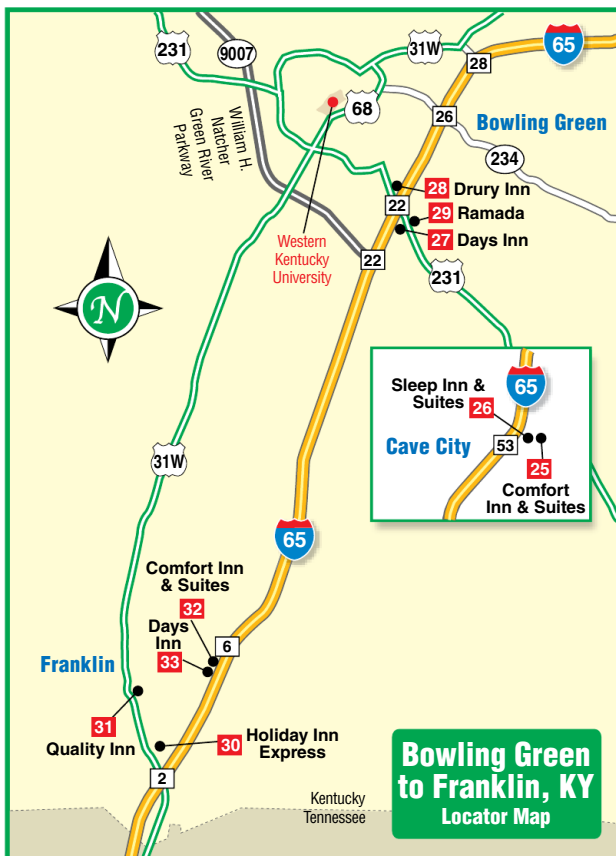 231
9007
31W
65
28
68
26
Bowling Green
234
William H.
Natcher
Green River
Parkway
28 Drury Inn
22
29 Ramada
27 Days Inn
Western
Kentucky
University
22
231
N
Sleep Inn &
Suites
26
65
53
Cave City
25
Comfort
Inn & Suites
31W
65
Comfort Inn
& Suites
32
Days
Inn
33
6
Franklin
31
Quality Inn
30
Holiday Inn
Express
2
Kentucky
Tennessee
Bowling Green
to Franklin, KY
Locator Map